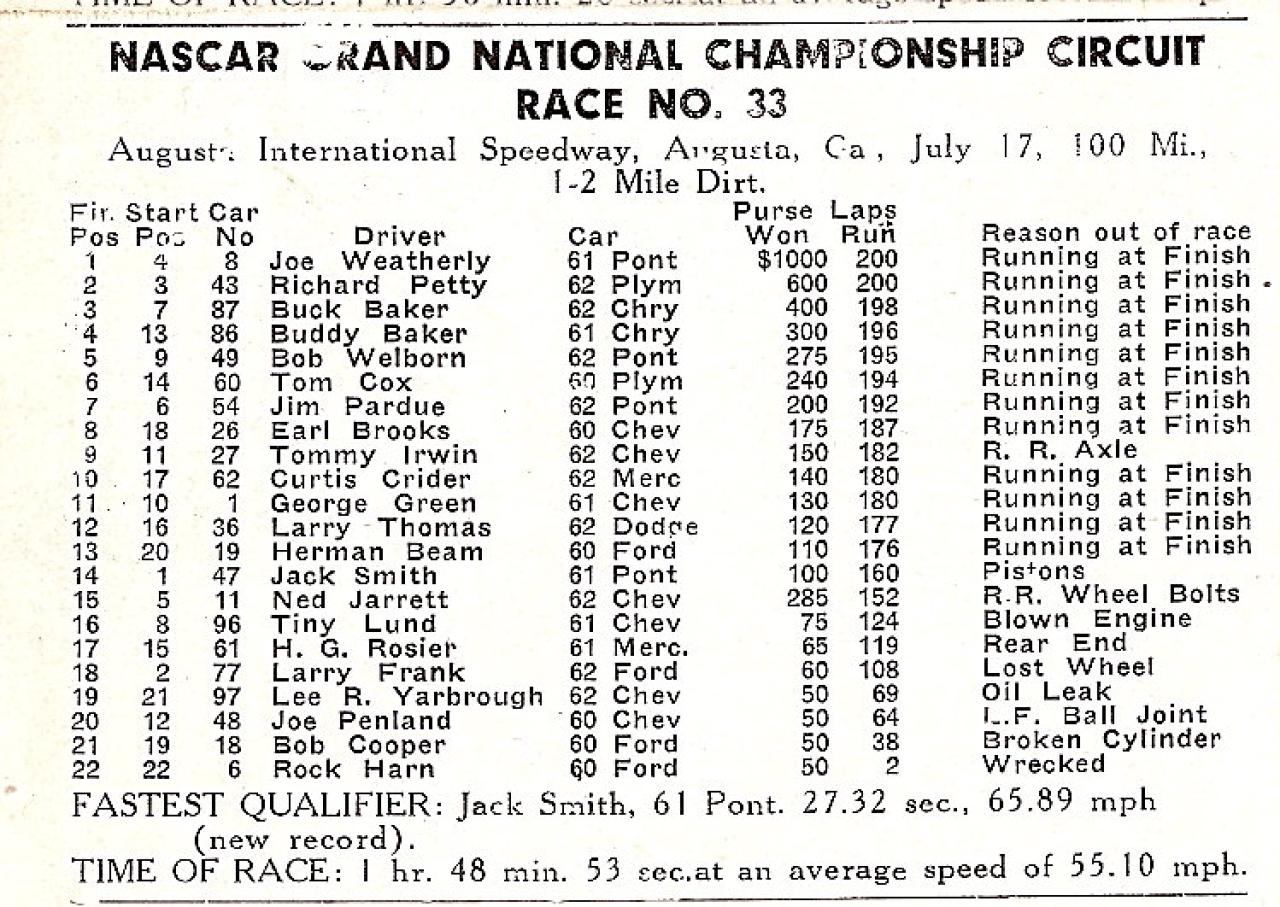 NASCAR GRAND NATIONAL CHAMPIONSHIP CIRCUIT
RACE NO. 33
Augusta International Speedway, Augusta, Ga., July 17, 100 Mi.,
1-2 Mile Dirt.
Fir. Start Car Purse Laps
Pos Pos No Driver Car Won Run Reason out of race
1 4 8 Joe Weatherly 61 Pont $1000 200 Running at Finish
2 3 43 Richard Petty 62 Plym 600 200 Running at Finish
3 7 87 Buck Baker 62 Chry 400 198 Running at Finish
4 13 86 Buddy Baker 61 Chry 300 196 Running at Finish
5 9 49 Bob Welborn 62 Pont 275 195 Running at Finish
6 14 60 Tom Cox 60 Plym 240 194 Running at Finish
7 6 54 Jim Pardue 62 Pont 200 192 Running at Finish
8 18 26 Earl Brooks 60 Chev 175 187 Running at Finish
9 11 27 Tommy Irwin 62 Chev 150 182 R. R. Axle
10 17 62 Curtis Crider 62 Merc 140 180 Running at Finish
11 10 1 George Green 61 Chev 130 180 Running at Finish
12 16 36 Larry Thomas 62 Dodge 120 177 Running at Finish
13 20 19 Herman Beam 60 Ford 110 176 Running at Finish
14 1 47 Jack Smith 61 Pont 100 160 Pistons
15 5 11 Ned Jarrett 62 Chev 285 152 R.R. Wheel Bolts
16 8 96 Tiny Lund 61 Chev 75 124 Blown Engine
17 15 61 H. G. Rosier 61 Merc. 65 119 Rear End
18 2 77 Larry Frank 62 Ford 60 108 Lost Wheel
19 21 97 Lee R. Yarbrough 62 Chev 50 69 Oil Leak
20 12 48 Joe Penland 60 Chev 50 64 L.F. Ball Joint
21 19 18 Bob Cooper 60 Ford 50 38 Broken Cylinder
22 22 6 Rock Harn 60 Ford 50 2 Wrecked
FASTEST QUALIFIER: Jack Smith, 61 Pont. 27.32 sec., 65.89 mph
(new record).
TIME OF RACE: 1 hr. 48 min. 53 sec.at an average speed of 55.10 mph.